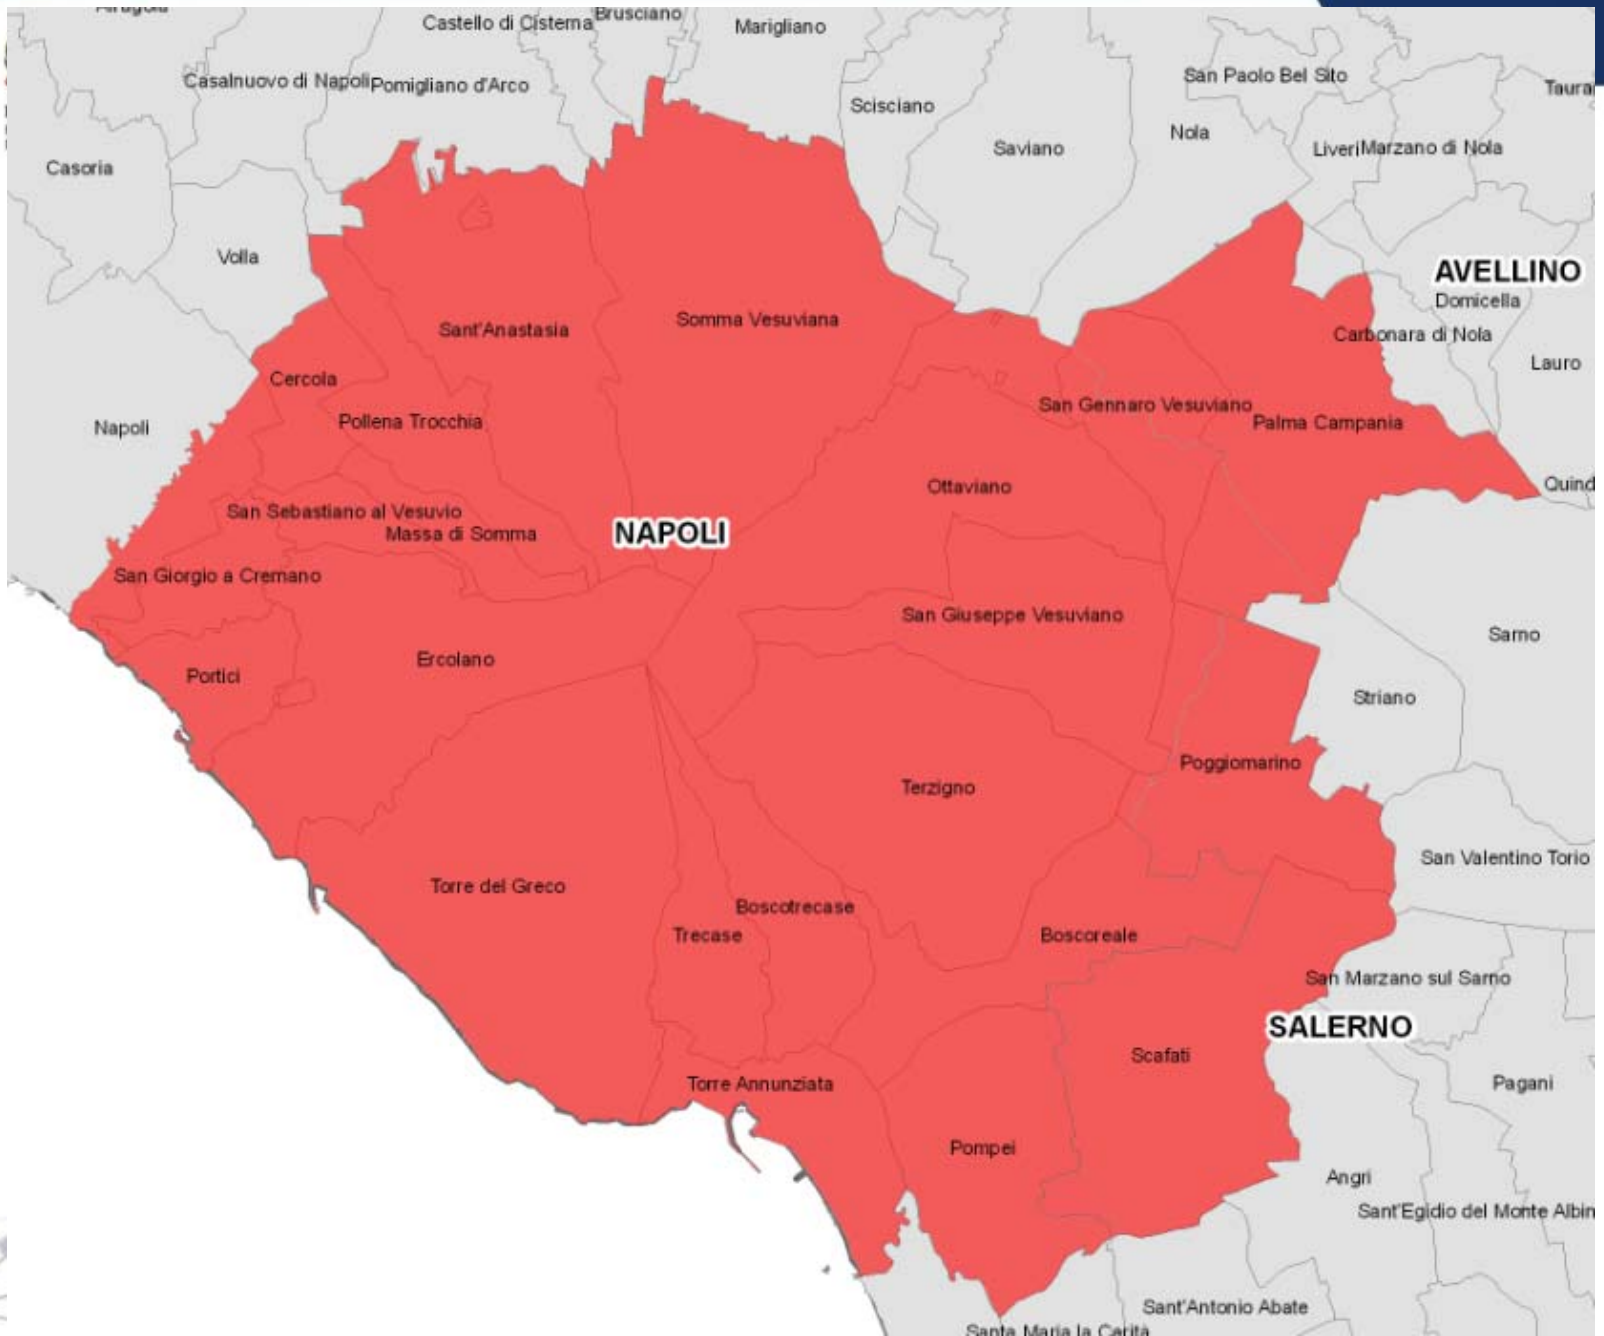 Castello di Cisterna
Brusciano
Marigliano
Casalnuovo di Napoli
Pomigliano d'Arco
San Paolo Bel Sito
Scisciano
Nola
Saviano
Liveri
Marzano di Nola
Casoria
Volla
AVELLINO
Domicella
Somma Vesuviana
Sant'Anastasia
Carbonara di Nola
Lauro
Cercola
San Gennaro Vesuviano
Pollena Trocchia
Palma Campania
Napoli
Ottaviano
San Sebastiano al Vesuvio
Massa di Somma
NAPOLI
San Giorgio a Cremano
San Giuseppe Vesuviano
Sarno
Ercolano
Portici
Striano
Poggiomarino
Terzigno
San Valentino Torio
Torre del Greco
Boscotrecase
Trecase
Boscoreale
San Marzano sul Sarno
SALERNO
Scafati
Torre Annunziata
Pagani
Pompei
Angri
Sant'Egidio del Monte Albin
Sant'Antonio Abate
Santa Maria la Carità